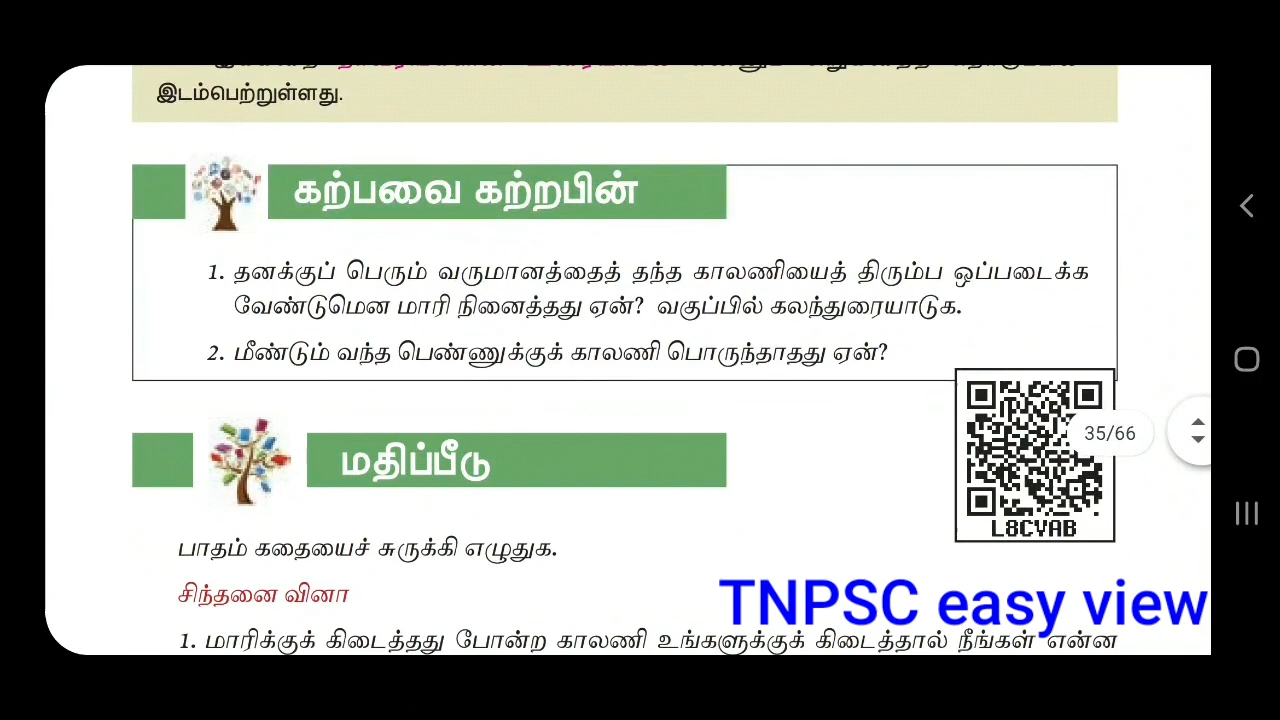 இடம்பெற்றுள்ளது.
கற்பவை கற்றபின்
1. தனக்குப் பெரும் வருமானத்தைத் தந்த காலணியைத் திரும்ப ஒப்படைக்க
வேண்டுமென மாரி நினைத்தது ஏன்? வகுப்பில் கலந்துரையாடுக.
2. மீண்டும் வந்த பெண்ணுக்குக் காலணி பொருந்தாதது ஏன்?
35/66
L8CVAB
மதிப்பீடு
பாதம் கதையைச் சுருக்கி எழுதுக.
சிந்தனை வினா
TNPSC easy view
1. மாரிக்குக் கிடைத்தது போன்ற காலணி உங்களுக்குக் கிடைத்தால் நீங்கள் என்ன